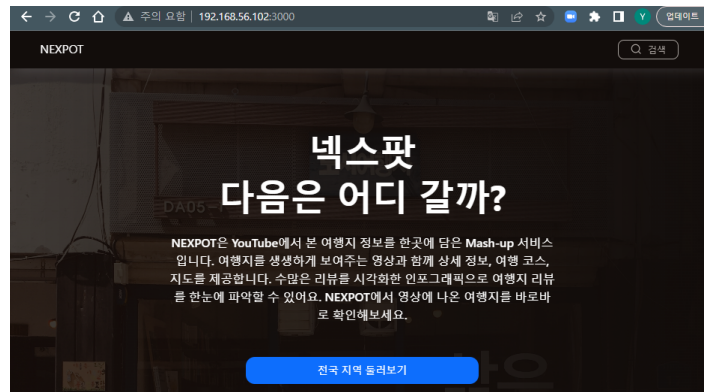 주의 요함 192.168.56.102:3000 Y 업데이트
NEXPOT 검색
넥스팟
다음은 어디 갈까?
DA05-
NEXPOT은 YouTube에서 본 여행지 정보를 한곳에 담은 Mash-up 서비스
입니다. 여행지를 생생하게 보여주는 영상과 함께 상세 정보, 여행 코스,
지도를 제공합니다. 수많은 리뷰를 시각화한 인포그래픽으로 여행지 리뷰
를 한눈에 파악할 수 있어요. NEXPOT에서 영상에 나온 여행지를 바로바
로 확인해보세요.
전국 지역 둘러보기